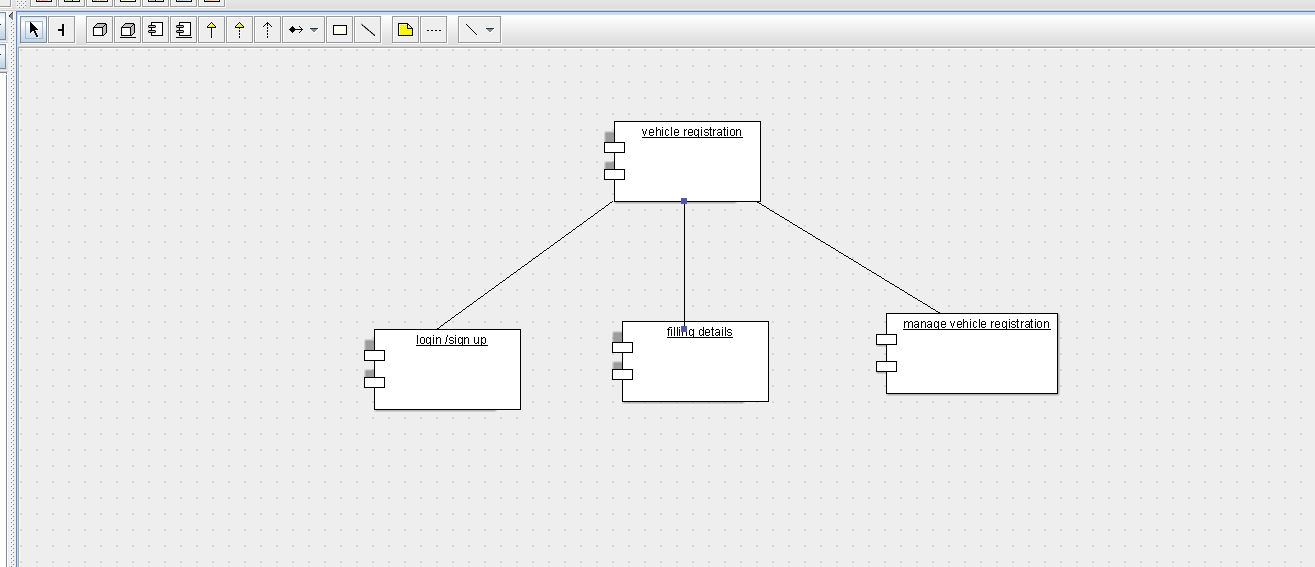 vehicle registration
login /sign up
filling details
manage vehicle registration